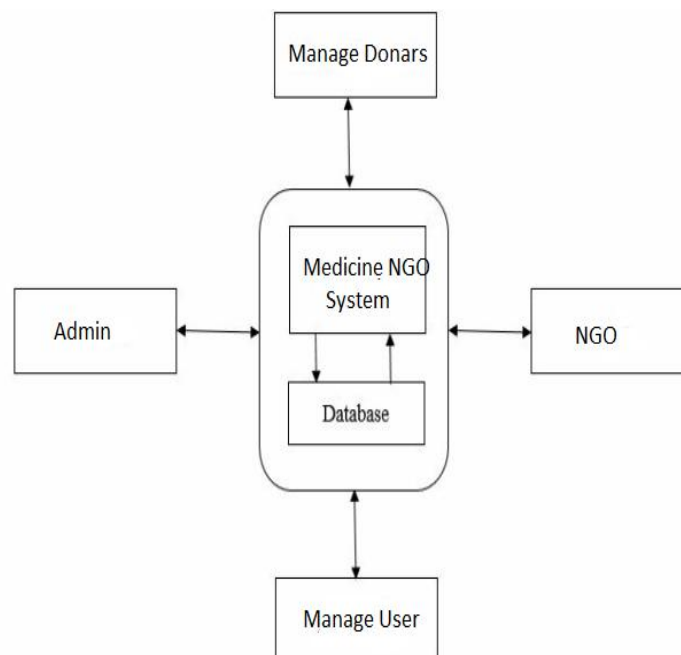 Manage Donars
Medicine NGO
System
Admin
NGO
Database
Manage User